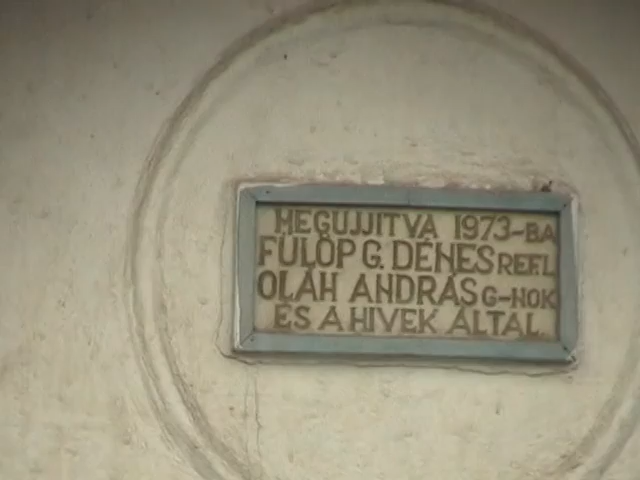 MEGUJJITVA 1973-BA
FÜLÖP G. DÉNES REF.L
OLÁH ANDRÁS G-NOK
ÉS A HIVEK ÁLTAL